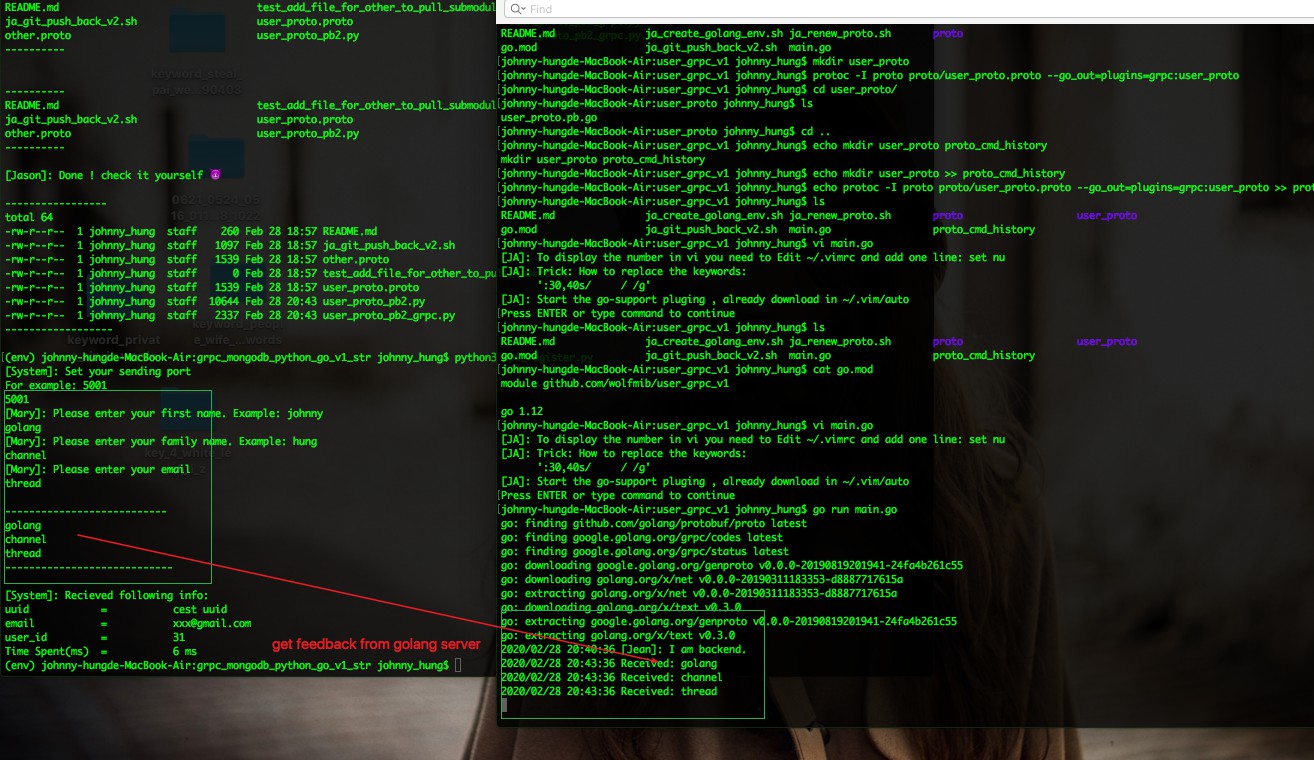 README.md                                 test_add_file_for_other_to_pull_submodul
ja_git_push_back_v2.sh                    user_proto.proto
other.proto                               user_proto_pb2.py
----------
----------
README.md                                 test_add_file_for_other_to_pull_submodul
ja_git_push_back_v2.sh                    user_proto.proto
other.proto                               user_proto_pb2.py
----------
[Jason]: Done ! check it yourself 😈
-----------------
total 64
-rw-r--r--  1 johnny_hung  staff    260 Feb 28 18:57 README.md
-rw-r--r--  1 johnny_hung  staff   1097 Feb 28 18:57 ja_git_push_back_v2.sh
-rw-r--r--  1 johnny_hung  staff   1539 Feb 28 18:57 other.proto
-rw-r--r--  1 johnny_hung  staff      0 Feb 28 18:57 test_add_file_for_other_to_pu
-rw-r--r--  1 johnny_hung  staff   1539 Feb 28 18:57 user_proto.proto
-rw-r--r--  1 johnny_hung  staff  10644 Feb 28 20:43 user_proto_pb2.py
-rw-r--r--  1 johnny_hung  staff   2337 Feb 28 20:43 user_proto_pb2_grpc.py
------------------
(env) johnny-hungde-MacBook-Air:grpc_mongodb_python_go_v1_str johnny_hung$ python3
[System]: Set your sending port
For example: 5001
5001
[Mary]: Please enter your first name. Example: johnny
golang
[Mary]: Please enter your family name. Example: hung
channel
[Mary]: Please enter your email
thread
---------------------------
golang
channel
thread
----------------------------
[System]: Recieved following info:
uuid            =          cest uuid
email           =          xxx@gmail.com
user_id         =          31
Time Spent(ms)  =          6 ms
(env) johnny-hungde-MacBook-Air:grpc_mongodb_python_go_v1_str johnny_hung$
get feedback from golang server
Find
README.md               ja_create_golang_env.sh ja_renew_proto.sh       proto
go.mod                  ja_git_push_back_v2.sh  main.go
johnny-hungde-MacBook-Air:user_grpc_v1 johnny_hung$ mkdir user_proto
johnny-hungde-MacBook-Air:user_grpc_v1 johnny_hung$ protoc -I proto proto/user_proto.proto --go_out=plugins=grpc:user_proto
johnny-hungde-MacBook-Air:user_grpc_v1 johnny_hung$ cd user_proto/
johnny-hungde-MacBook-Air:user_proto johnny_hung$ ls
user_proto.pb.go
johnny-hungde-MacBook-Air:user_proto johnny_hung$ cd ..
johnny-hungde-MacBook-Air:user_grpc_v1 johnny_hung$ echo mkdir user_proto proto_cmd_history
mkdir user_proto proto_cmd_history
johnny-hungde-MacBook-Air:user_grpc_v1 johnny_hung$ echo mkdir user_proto >> proto_cmd_history
johnny-hungde-MacBook-Air:user_grpc_v1 johnny_hung$ echo protoc -I proto proto/user_proto.proto --go_out=plugins=grpc:user_proto >> prot
johnny-hungde-MacBook-Air:user_grpc_v1 johnny_hung$ ls
README.md               ja_create_golang_env.sh ja_renew_proto.sh       proto                   user_proto
go.mod                  ja_git_push_back_v2.sh  main.go                 proto_cmd_history
johnny-hungde-MacBook-Air:user_grpc_v1 johnny_hung$ vi main.go
[JA]: To display the number in vi you need to Edit ~/.vimrc and add one line: set nu
[JA]: Trick: How to replace the keywords:
':30,40s/     / /g'
[JA]: Start the go-support pluging , already download in ~/.vim/auto
Press ENTER or type command to continue
johnny-hungde-MacBook-Air:user_grpc_v1 johnny_hung$ ls
README.md               ja_create_golang_env.sh ja_renew_proto.sh       proto                   user_proto
go.mod                  ja_git_push_back_v2.sh  main.go                 proto_cmd_history
johnny-hungde-MacBook-Air:user_grpc_v1 johnny_hung$ cat go.mod
module github.com/wolfmib/user_grpc_v1
go 1.12
johnny-hungde-MacBook-Air:user_grpc_v1 johnny_hung$ vi main.go
[JA]: To display the number in vi you need to Edit ~/.vimrc and add one line: set nu
[JA]: Trick: How to replace the keywords:
':30,40s/     / /g'
[JA]: Start the go-support pluging , already download in ~/.vim/auto
Press ENTER or type command to continue
johnny-hungde-MacBook-Air:user_grpc_v1 johnny_hung$ go run main.go
go: finding github.com/golang/protobuf/proto latest
go: finding google.golang.org/grpc/codes latest
go: finding google.golang.org/grpc/status latest
go: downloading google.golang.org/genproto v0.0.0-20190819201941-24fa4b261c55
go: downloading golang.org/x/net v0.0.0-20190311183353-d8887717615a
go: extracting golang.org/x/net v0.0.0-20190311183353-d8887717615a
go: downloading golang.org/x/text v0.3.0
go: extracting google.golang.org/genproto v0.0.0-20190819201941-24fa4b261c55
go: extracting golang.org/x/text v0.3.0
2020/02/28 20:40:36 [Jean]: I am backend.
2020/02/28 20:43:36 Received: golang
2020/02/28 20:43:36 Received: channel
2020/02/28 20:43:36 Received: thread